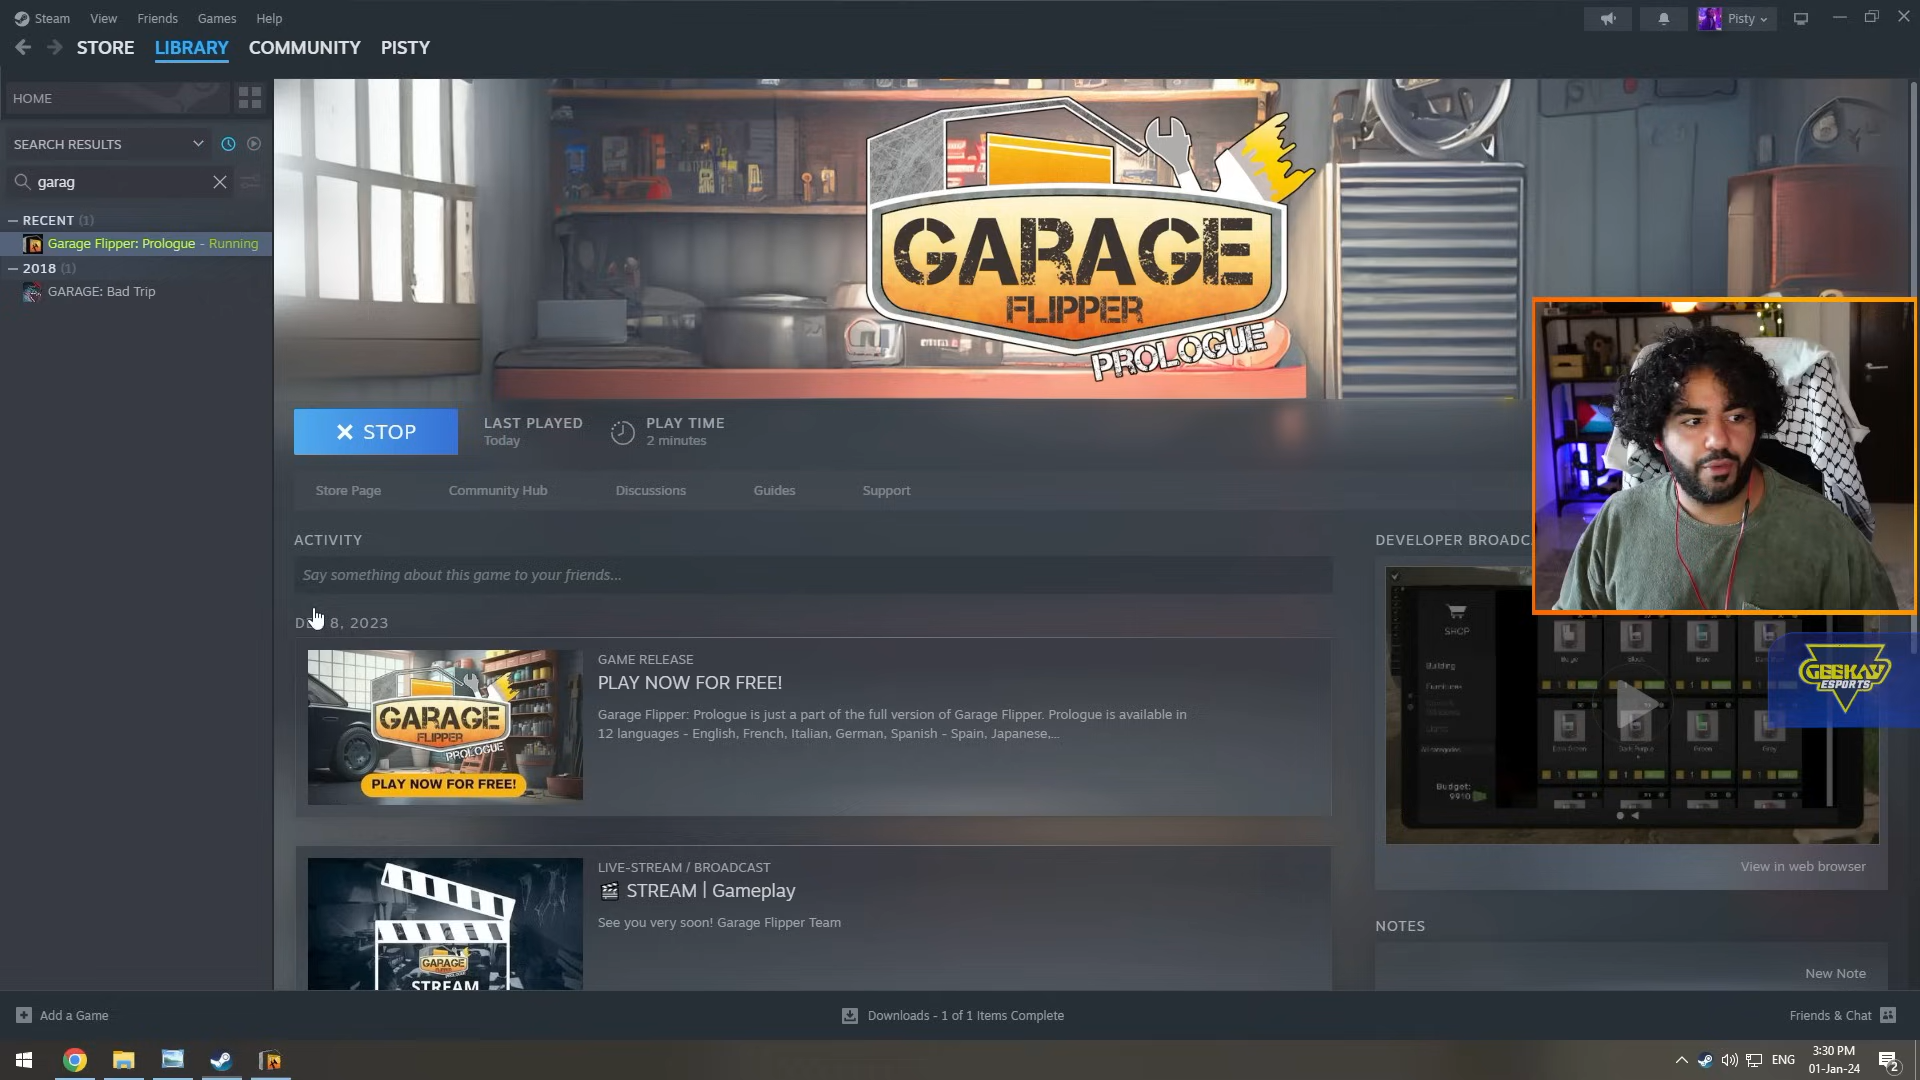 Steam View Friends Games Help
Pisty
STORE LIBRARY COMMUNITY PISTY
HOME
SEARCH RESULTS
garag
RECENT (1)
Garage Flipper: Prologue - Running
2018 (1)
GARAGE: Bad Trip
GARAGE
FLIPPER
PROLOGUE
STOP
LAST PLAYED
Today
PLAY TIME
2 minutes
Store Page Community Hub Discussions Guides Support
ACTIVITY
Say something about this game to your friends...
8, 2023
GARAGE
FLIPPER
PROLOGUE
PLAY NOW FOR FREE!
GAME RELEASE
PLAY NOW FOR FREE!
Garage Flipper: Prologue is just a part of the full version of Garage Flipper. Prologue is available in
12 languages - English, French, Italian, German, Spanish - Spain, Japanese,...
GARAGE
STREAM
LIVE-STREAM / BROADCAST
STREAM | Gameplay
See you very soon! Garage Flipper Team
DEVELOPER BROADCA
SHOP
Building
Furnitures
Budget:
9910
GEEKAY
ESPORTS
View in web browser
NOTES
New Note
Add a Game
Downloads - 1 of 1 Items Complete
Friends & Chat
ENG
3:30 PM
01-Jan-24
2